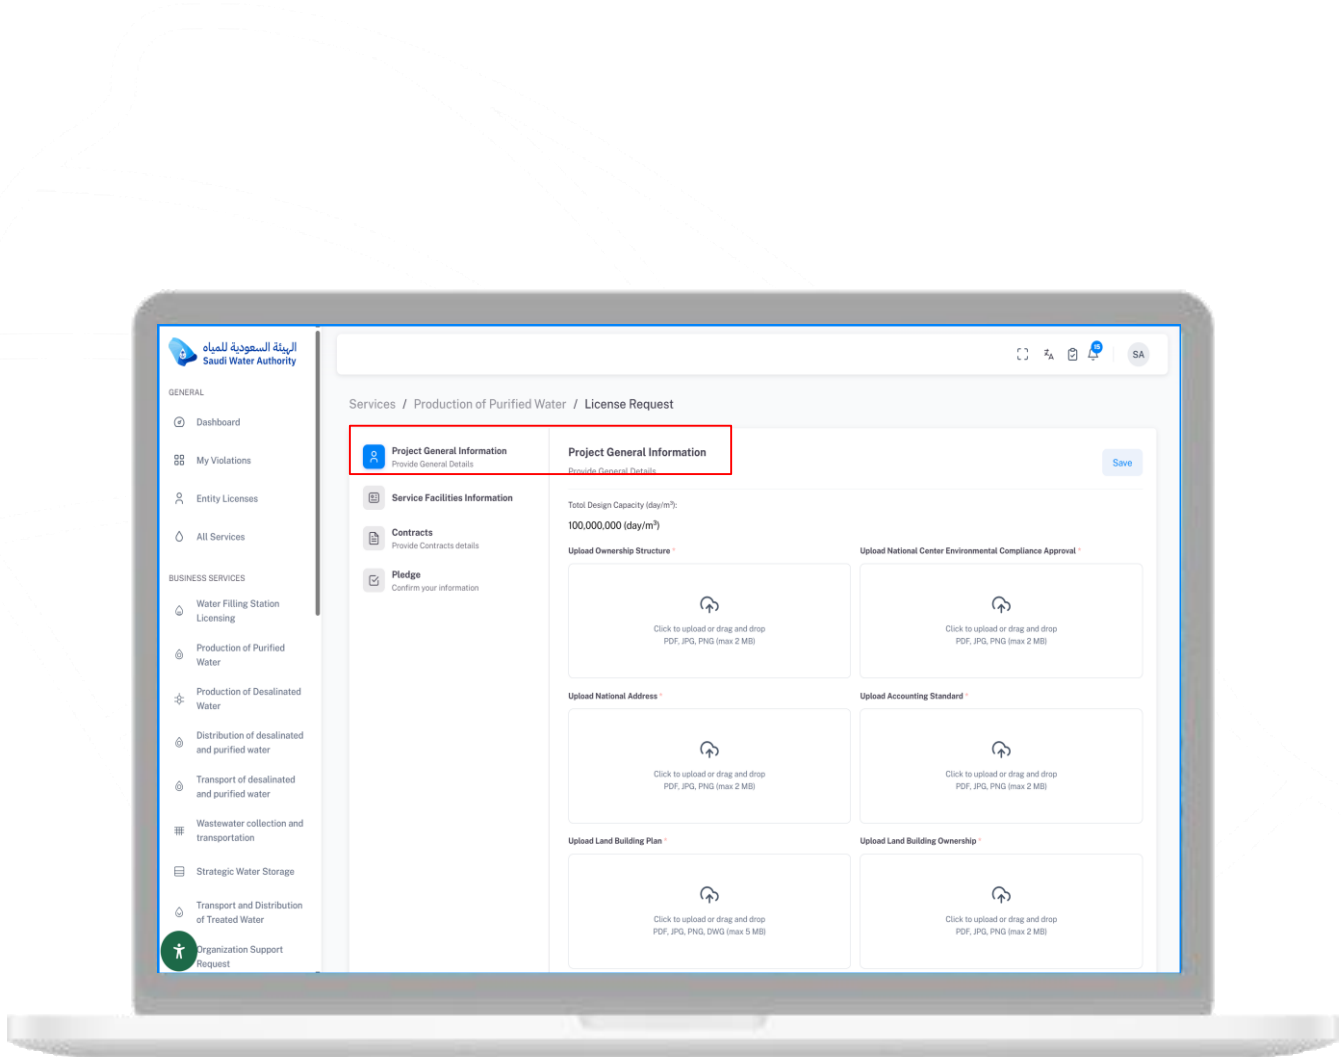 الهيئة السعودية للمياه
Saudi Water Authority
GENERAL
Dashboard
My Violations
Entity Licenses
All Services
BUSINESS SERVICES
Water Filling Station
Licensing
Production of Purified
Water
Production of Desalinated
Water
Distribution of desalinated
and purified water
Transport of desalinated
and purified water
Wastewater collection and
transportation
Strategic Water Storage
Transport and Distribution
of Treated Water
Organization Support
Request
15
SA
Services / Production of Purified Water / License Request
Project General Information
Provide General Details
Service Facilities Information
Contracts
Provide Contracts details
Pledge
Confirm your information
Project General Information
Provide General Details
Save
Totol Design Capacity (day/m³):
100,000,000 (day/m³)
Upload Ownership Structure *
Click to upload or drag and drop
PDF, JPG, PNG (max 2 MB)
Upload National Center Environmental Compliance Approval *
Click to upload or drag and drop
PDF, JPG, PNG (max 2 MB)
Upload National Address *
Click to upload or drag and drop
PDF, JPG, PNG (max 2 MB)
Upload Accounting Standard *
Click to upload or drag and drop
PDF, JPG, PNG (max 2 MB)
Upload Land Building Plan *
Click to upload or drag and drop
PDF, JPG, PNG, DWG (max 5 MB)
Upload Land Building Ownership *
Click to upload or drag and drop
PDF, JPG, PNG (max 2 MB)